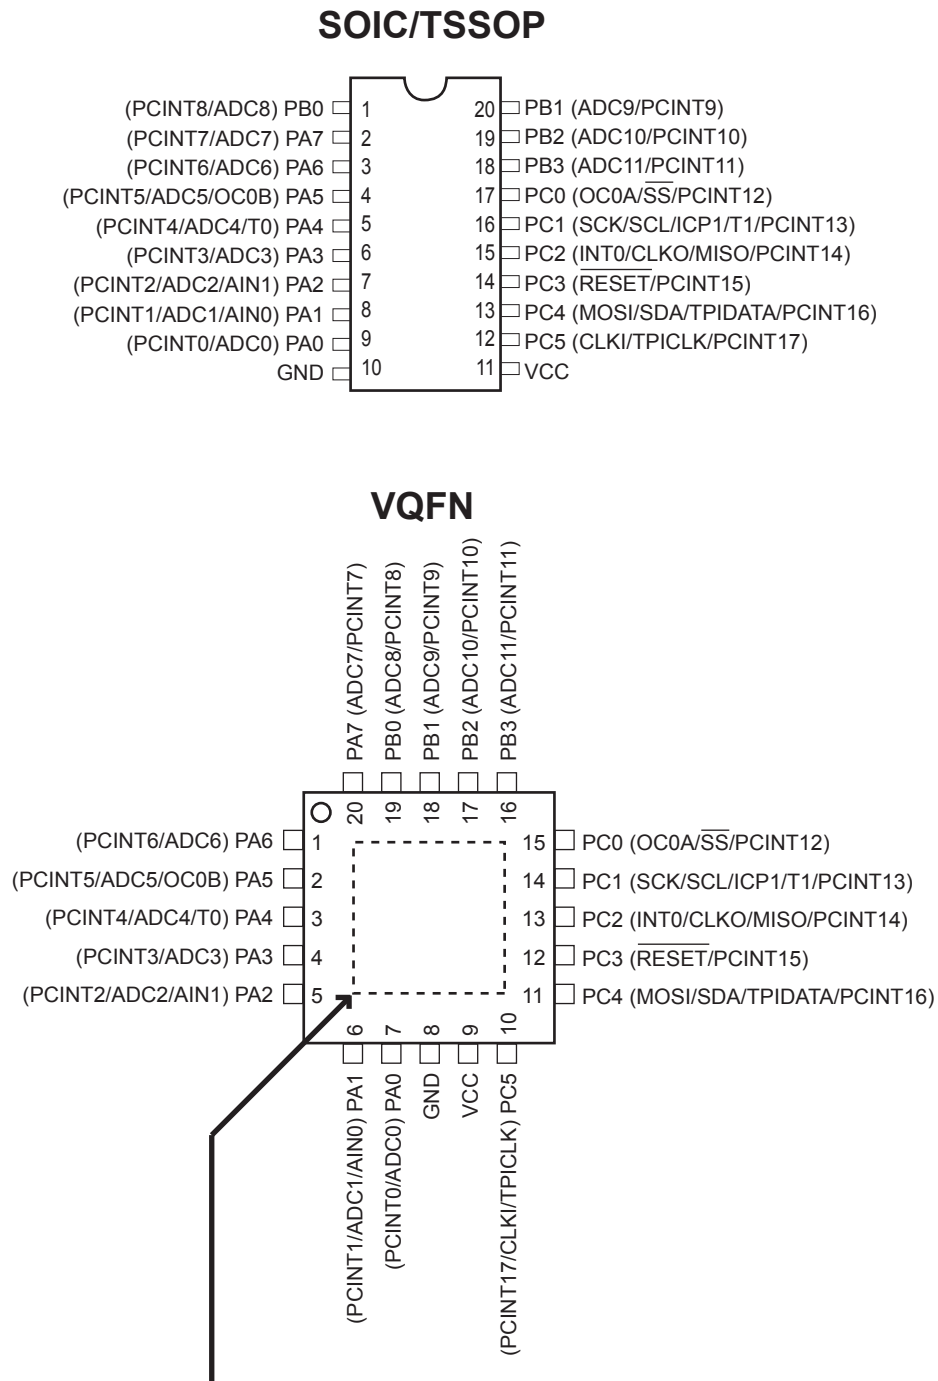 SOIC/TSSOP
(PCINT8/ADC8) PB0 1 20 PB1 (ADC9/PCINT9)
(PCINT7/ADC7) PA7 2 19 PB2 (ADC10/PCINT10)
(PCINT6/ADC6) PA6 3 18 PB3 (ADC11/PCINT11)
(PCINT5/ADC5/OC0B) PA5 4 17 PC0 (OC0A/SS/PCINT12)
(PCINT4/ADC4/T0) PA4 5 16 PC1 (SCK/SCL/ICP1/T1/PCINT13)
(PCINT3/ADC3) PA3 6 15 PC2 (INT0/CLKO/MISO/PCINT14)
(PCINT2/ADC2/AIN1) PA2 7 14 PC3 (RESET/PCINT15)
(PCINT1/ADC1/AIN0) PA1 8 13 PC4 (MOSI/SDA/TPIDATA/PCINT16)
(PCINT0/ADC0) PA0 9 12 PC5 (CLKI/TPICLK/PCINT17)
GND 10 11 VCC
VQFN
PA7 (ADC7/PCINT7)
PB0 (ADC8/PCINT8)
PB1 (ADC9/PCINT9)
PB2 (ADC10/PCINT10)
PB3 (ADC11/PCINT11)
20 19 18 17 16
(PCINT6/ADC6) PA6 1 15 PC0 (OC0A/SS/PCINT12)
(PCINT5/ADC5/OC0B) PA5 2 14 PC1 (SCK/SCL/ICP1/T1/PCINT13)
(PCINT4/ADC4/T0) PA4 3 13 PC2 (INT0/CLKO/MISO/PCINT14)
(PCINT3/ADC3) PA3 4 12 PC3 (RESET/PCINT15)
(PCINT2/ADC2/AIN1) PA2 5 11 PC4 (MOSI/SDA/TPIDATA/PCINT16)
6 7 8 9 10
(PCINT1/ADC1/AIN0) PA1
(PCINT0/ADC0) PA0
GND
VCC
(PCINT17/CLKI/TPICLK) PC5